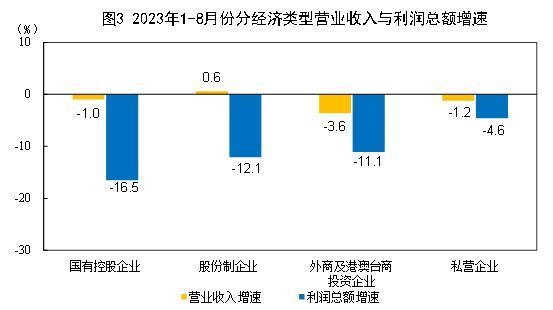 图3 2023年1-8月份分经济类型营业收入与利润总额增速
(%)
10
0.6
0
-1.0
-1.2
-3.6
-4.6
-10
-11.1
-12.1
-16.5
-20
-30
国有控股企业
股份制企业
外商及港澳台商
投资企业
私营企业
营业收入增速
利润总额增速